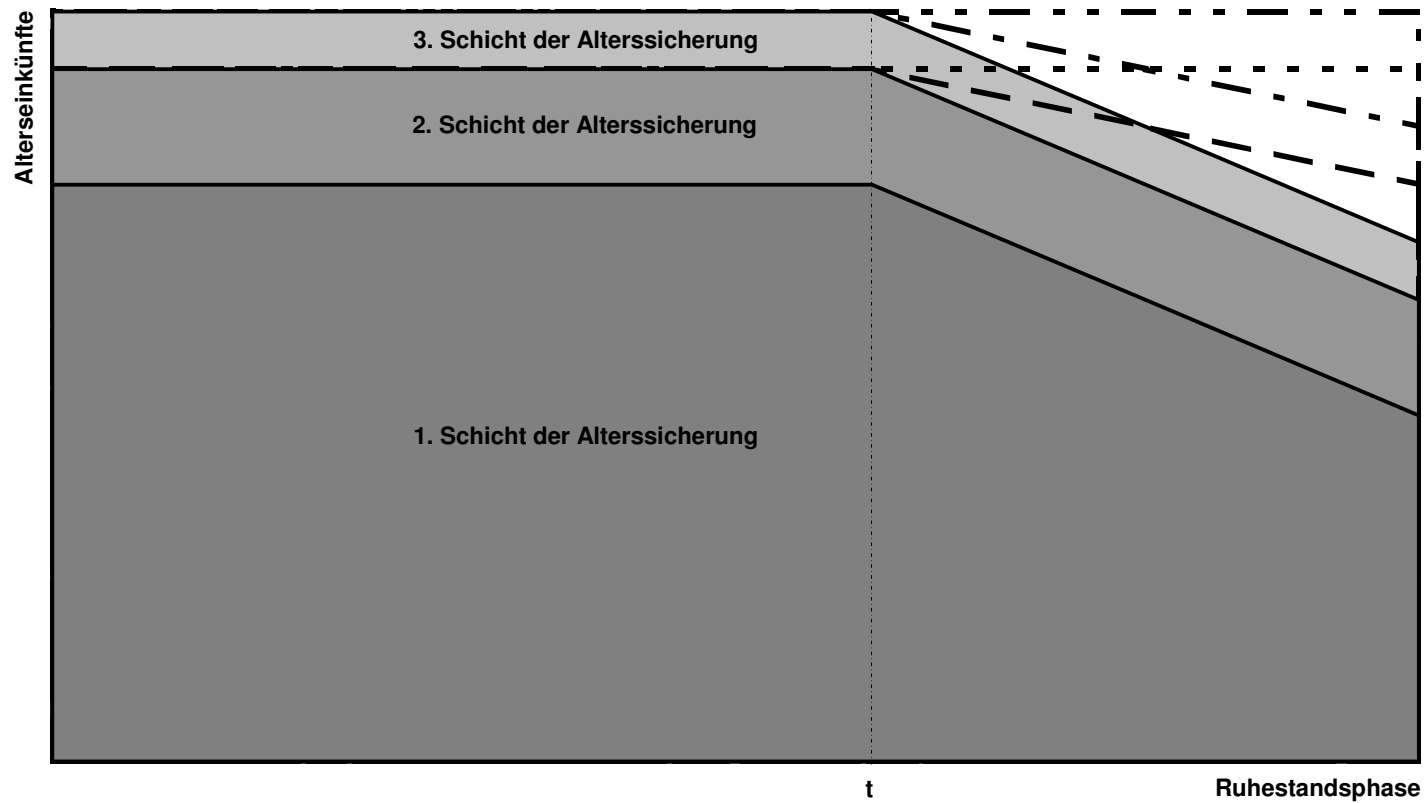 Alterseinkünfte
3. Schicht der Alterssicherung
2. Schicht der Alterssicherung
1. Schicht der Alterssicherung
t
Ruhestandsphase